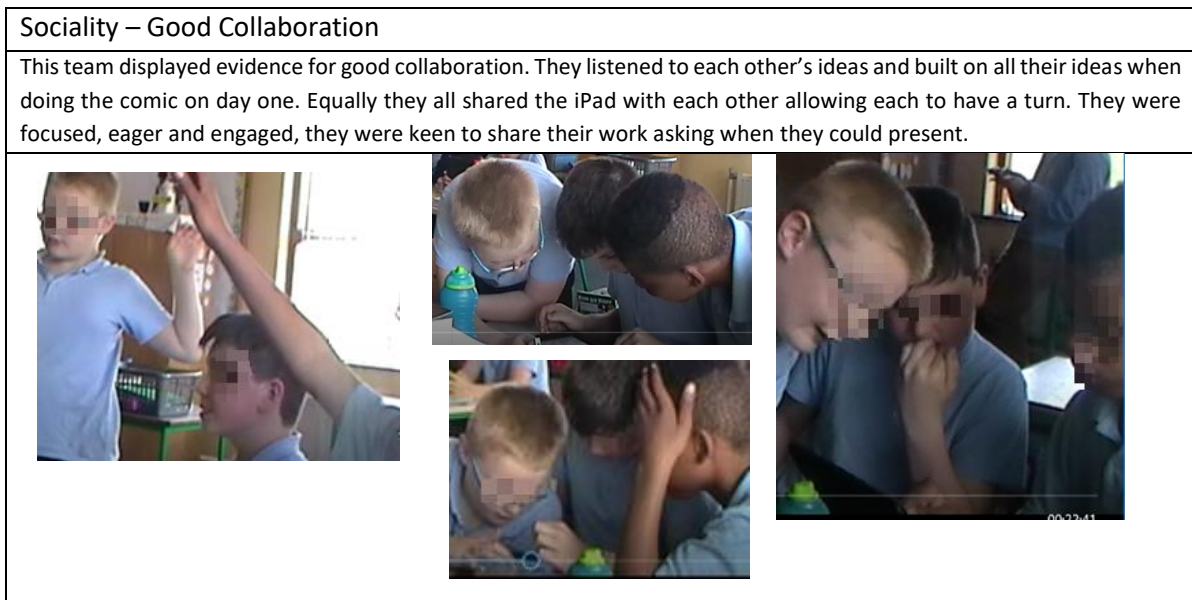 Sociality – Good Collaboration
This team displayed evidence for good collaboration. They listened to each other’s ideas and built on all their ideas when
doing the comic on day one. Equally they all shared the iPad with each other allowing each to have a turn. They were
focused, eager and engaged, they were keen to share their work asking when they could present.
00:22:41